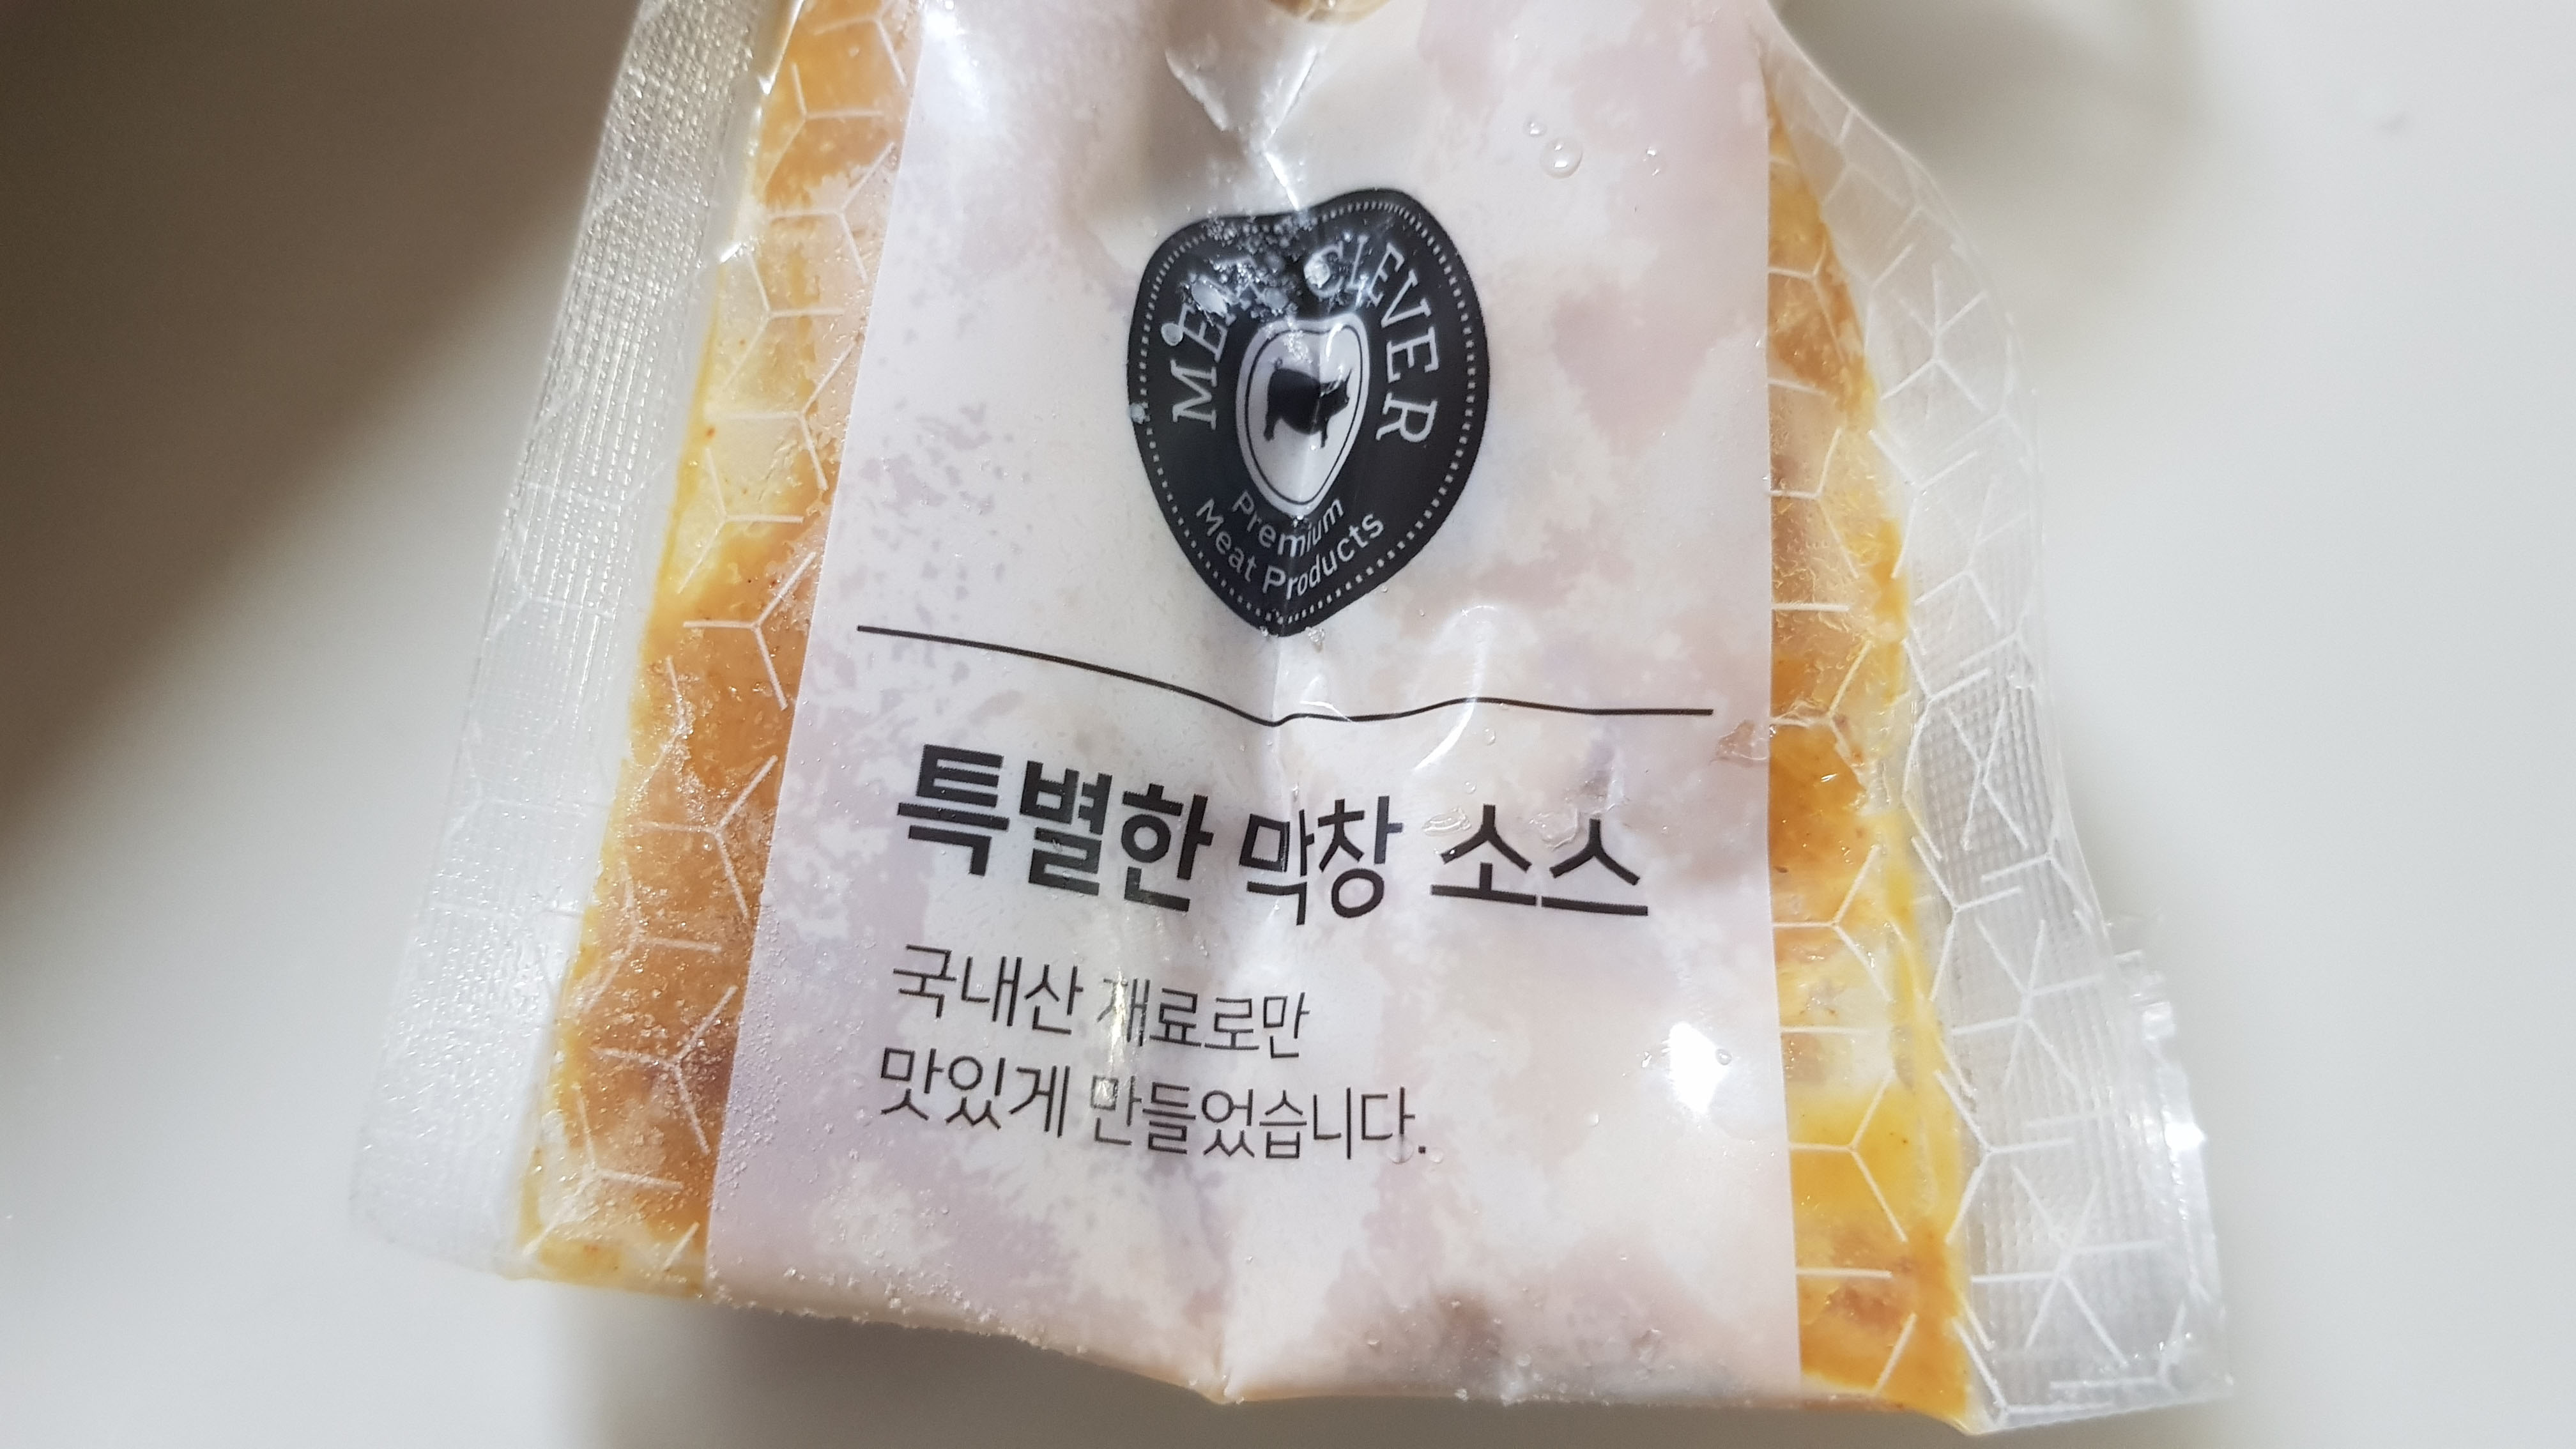 MEAT CLEVER
Premium
Meat Products
특별한 막창 소스
국내산 재료로만
맛있게 만들었습니다.